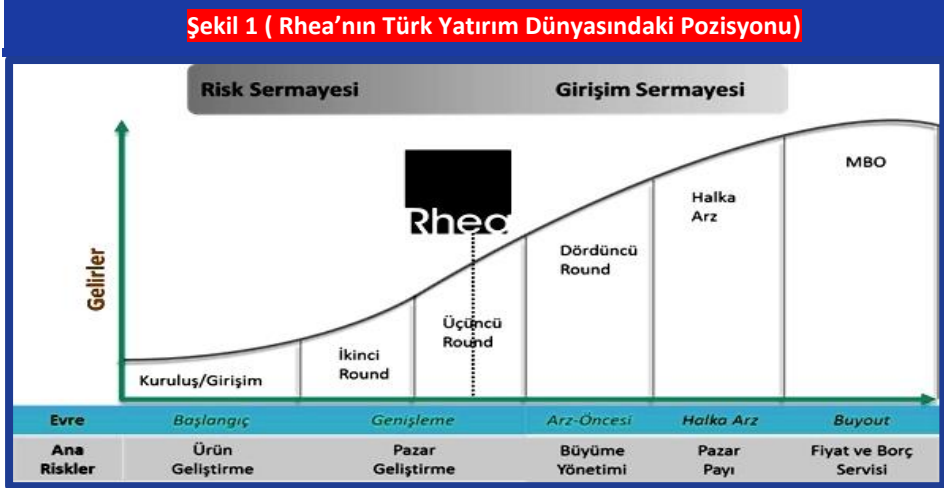 Şekil 1 ( Rhea’nın Türk Yatırım Dünyasındaki Pozisyonu)
Risk Sermayesi Girişim Sermayesi
Rhea
MBO
Halka
Arz
Dördüncü
Round
Üçüncü
Round
İkinci
Round
Kuruluş/Girişim
Gelirler
Evre Başlangıç Genişleme Arz-Öncesi Halka Arz Buyout
Ana Ürün Pazar Büyüme Pazar Fiyat ve Borç
Riskler Geliştirme Geliştirme Yönetimi Payı Servisi